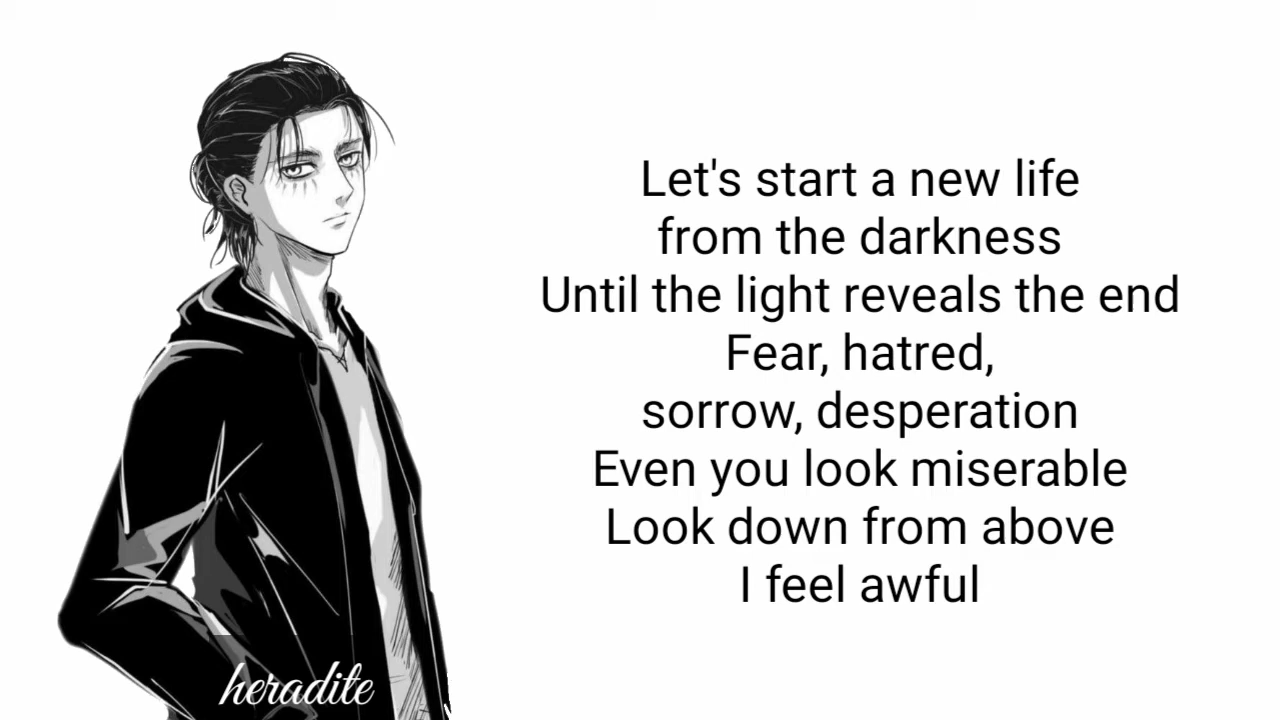 Let's start a new life
from the darkness
Until the light reveals the end
Fear, hatred,
sorrow, desperation
Even you look miserable
Look down from above
I feel awful
heradite